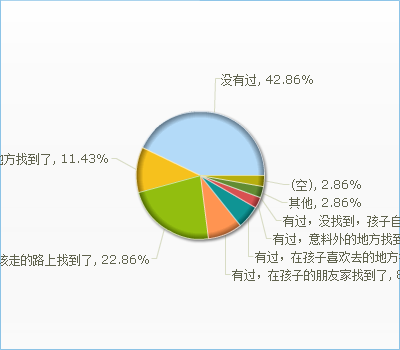 没有过, 42.86%
地方找到了, 11.43%
(空), 2.86%
其他, 2.86%
有过，没找到，孩子自
有过，意料外的地方找到
有过，在孩子喜欢去的地方
亥走的路上找到了, 22.86%
有过，在孩子的朋友家找到了, 8